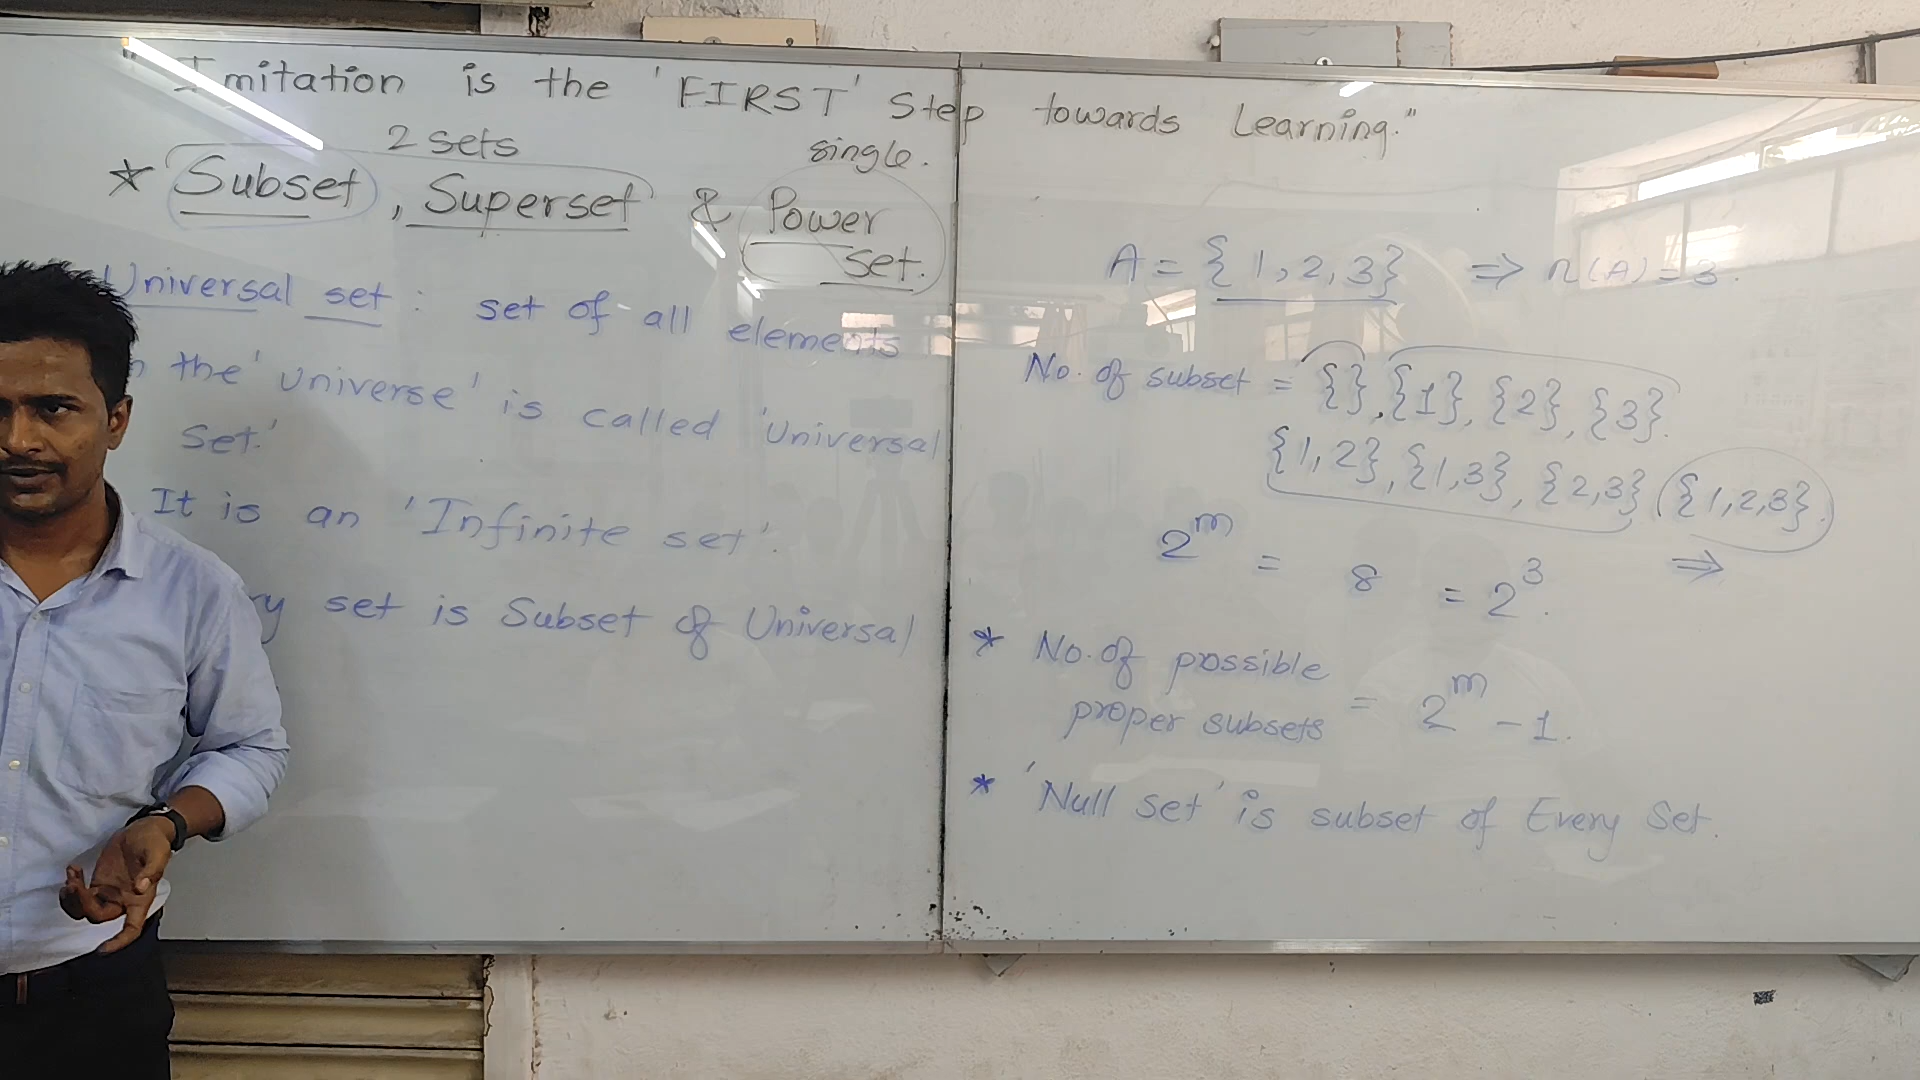 " Imitation is the 'FIRST' Step towards Learning."
2 sets single.
* Subset, Superset & Power set.
Universal set : set of all elements
the 'universe' is called 'Universal
Set.'
It is an 'Infinite set'.
set is Subset of Universal
A = {1,2,3} => n(A) = 3.
No. of subset = {}, {1}, {2}, {3}.
{1,2}, {1,3}, {2,3} ({1,2,3}.)
2^m = 8 = 2^3. =>
* No. of possible
proper subsets = 2^m - 1.
* 'Null set' is subset of Every Set.